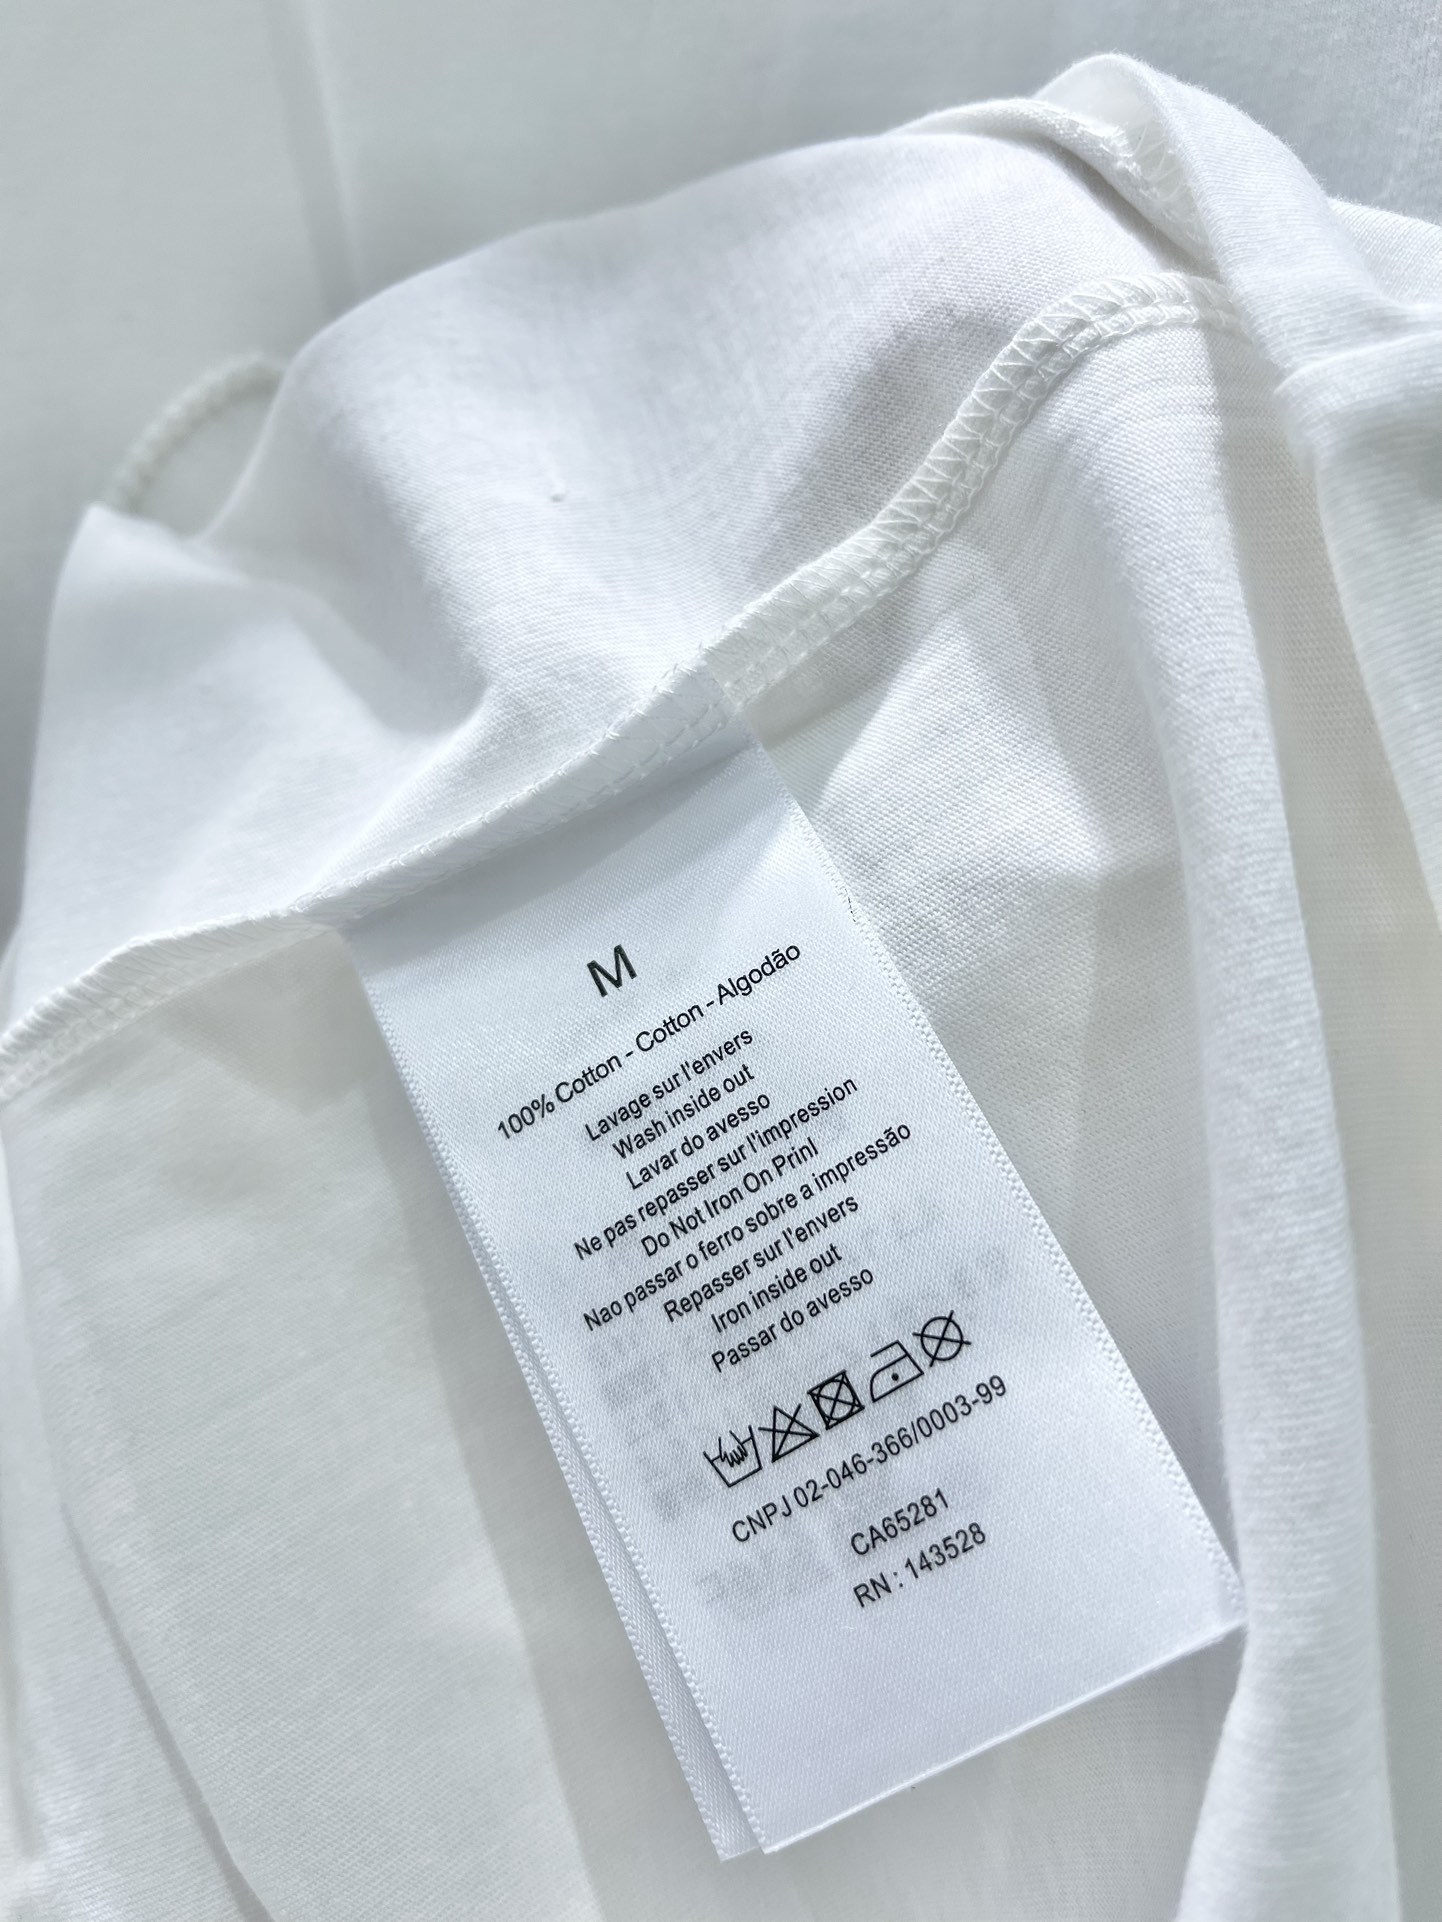 M
100% Cotton - Cotton - Algodão
Lavage sur l'envers
Wash inside out
Lavar do avesso
Ne pas repasser sur l'impression
Do Not Iron On Prinl
Nao passar o ferro sobre a impressão
Repasser sur l'envers
Iron inside out
Passar do avesso
CNPJ 02-046-366/0003-99
CA65281
RN : 143528